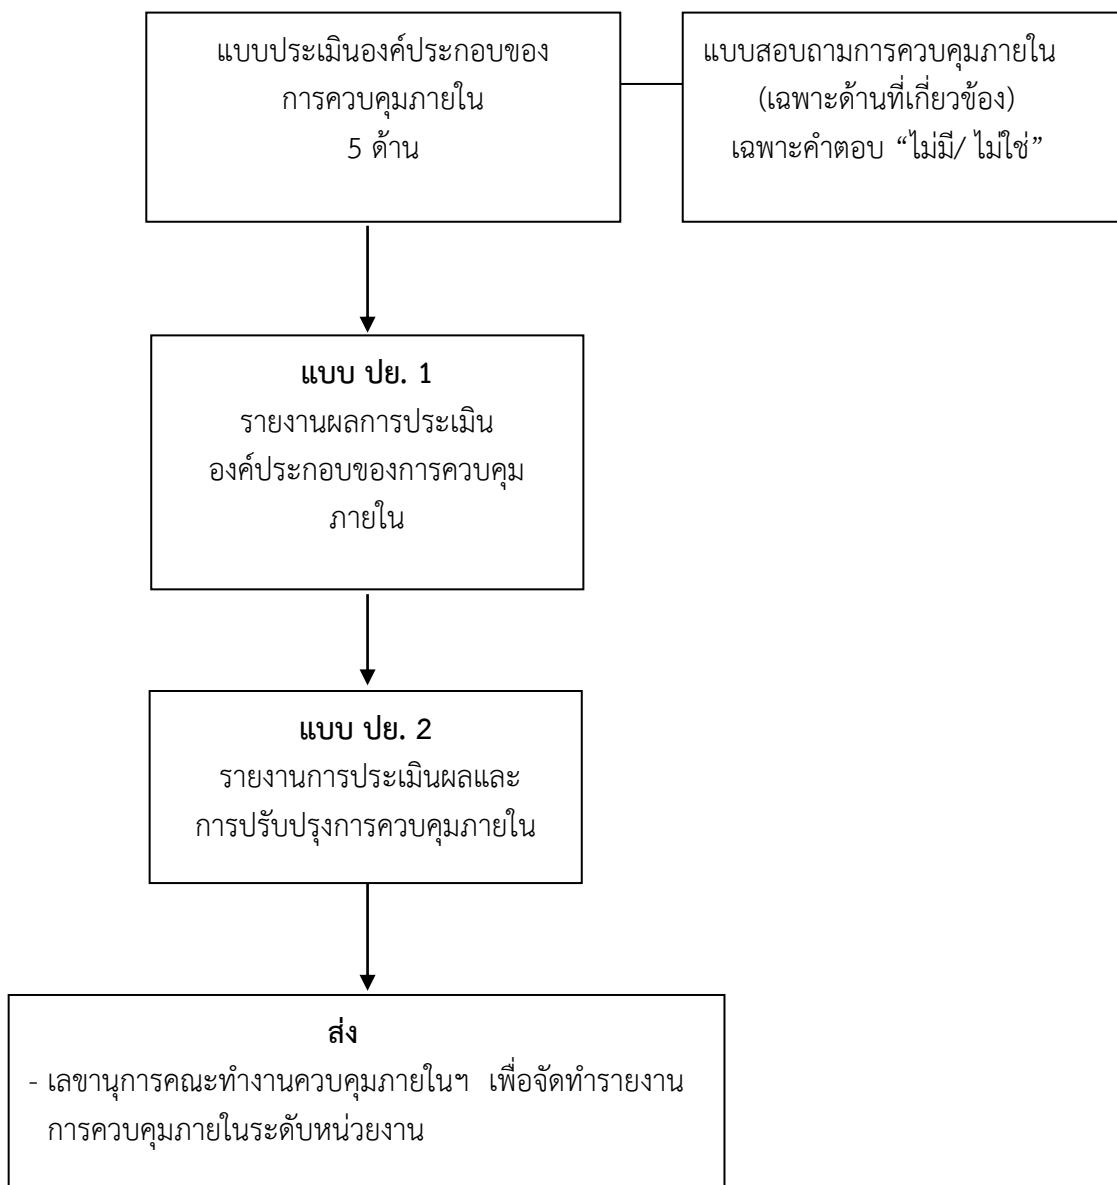 แบบประเมินองค์ประกอบของ
การควบคุมภายใน
5 ด้าน
แบบสอบถามการควบคุมภายใน
(เฉพาะด้านที่เกี่ยวข้อง)
เฉพาะคำตอบ “ไม่มี/ ไม่ใช่”
แบบ ปย. 1
รายงานผลการประเมิน
องค์ประกอบของการควบคุม
ภายใน
แบบ ปย. 2
รายงานการประเมินผลและ
การปรับปรุงการควบคุมภายใน
ส่ง
- เลขานุการคณะทำงานควบคุมภายในฯ เพื่อจัดทำรายงาน
การควบคุมภายในระดับหน่วยงาน